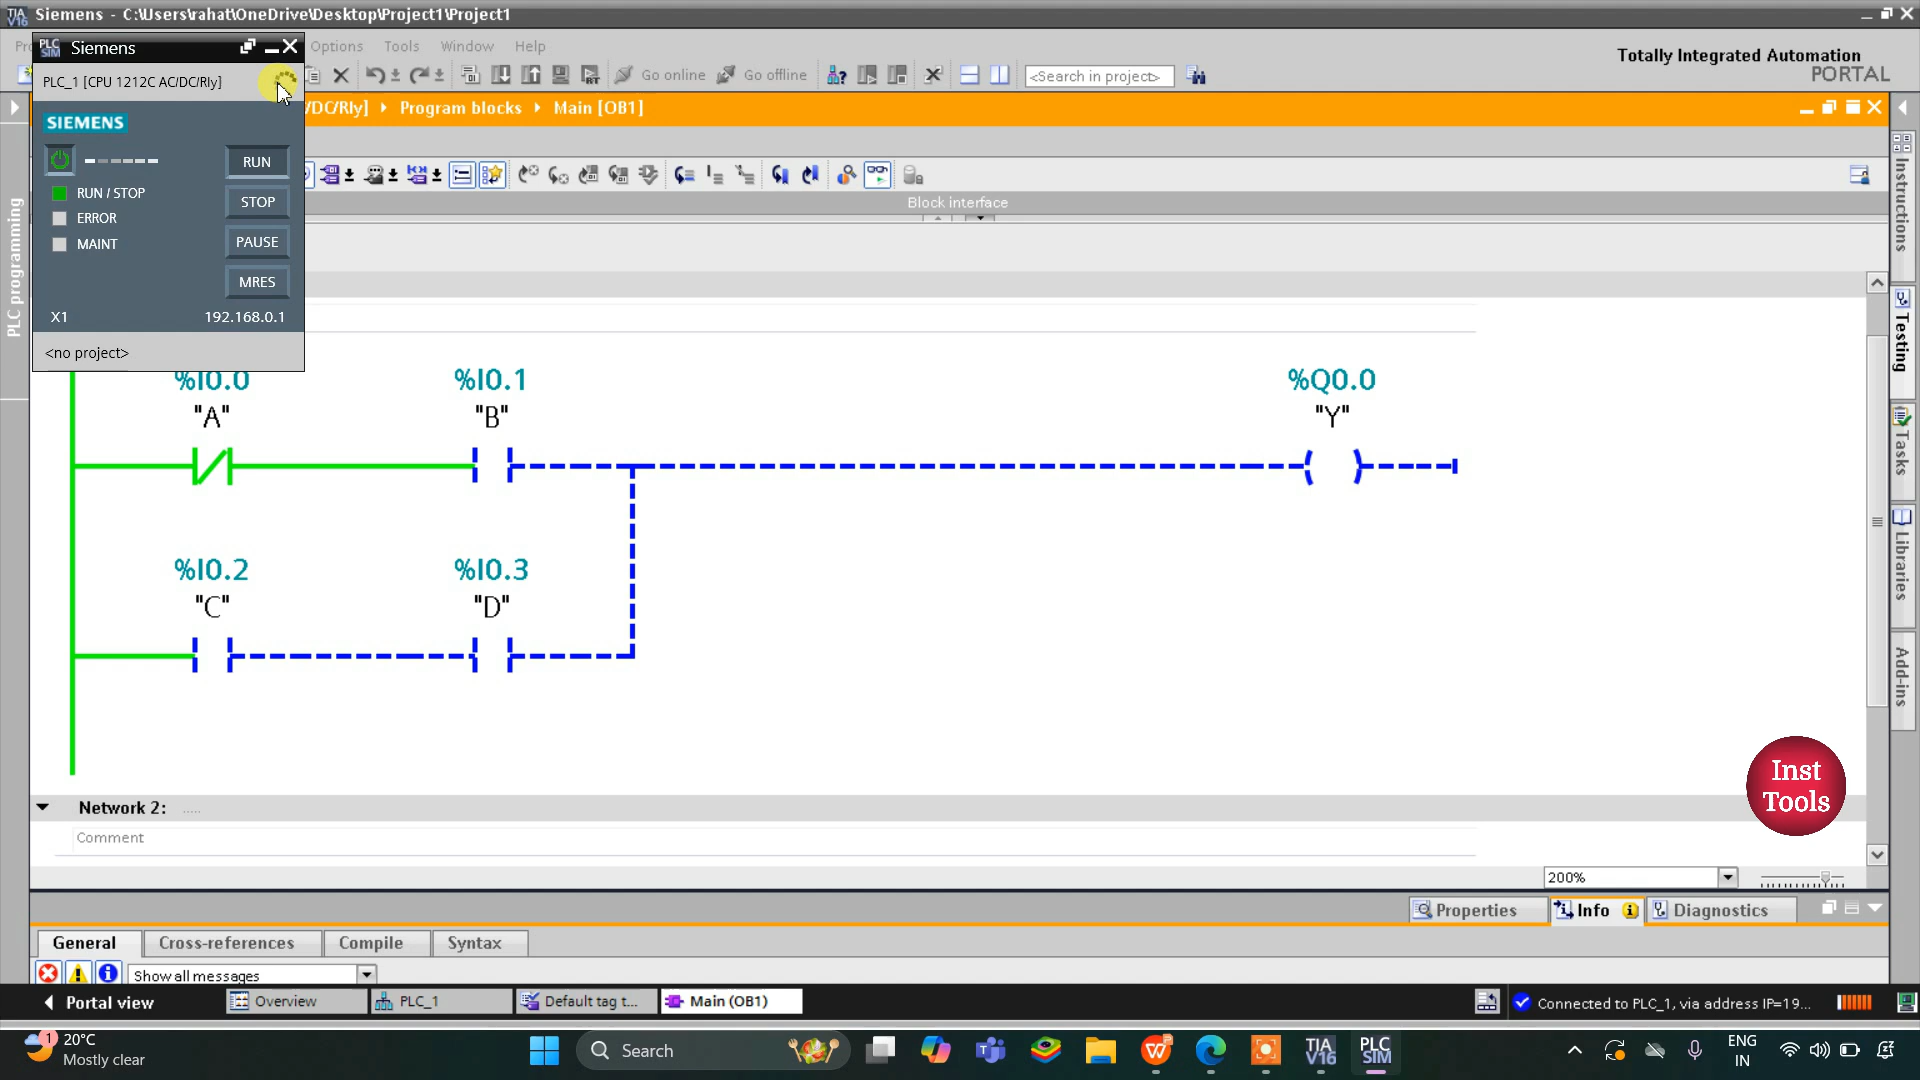 Siemens - C:\Users\rahat\OneDrive\Desktop\Project1\Project1
Siemens
Options Tools Window Help
Totally Integrated Automation
PORTAL
PLC_1 [CPU 1212C AC/DC/Rly]
Go online Go offline
<Search in project>
/DC/Rly] Program blocks Main [OB1]
SIEMENS
RUN
RUN / STOP
STOP
ERROR
PAUSE
MAINT
MRES
X1 192.168.0.1
<no project>
Block interface
PLC programming
Instructions
Testing
Tasks
Libraries
Add-ins
%I0.0 %I0.1 %Q0.0
"A" "B" "Y"
%I0.2 %I0.3
"C" "D"
Inst
Tools
Network 2: .....
Comment
200%
Properties Info Diagnostics
General Cross-references Compile Syntax
Show all messages
Portal view Overview PLC_1 Default tag t... Main (OB1) Connected to PLC_1, via address IP=19...
1
20°C
Mostly clear
Search
TIA
V16
PLC
SIM
ENG
IN